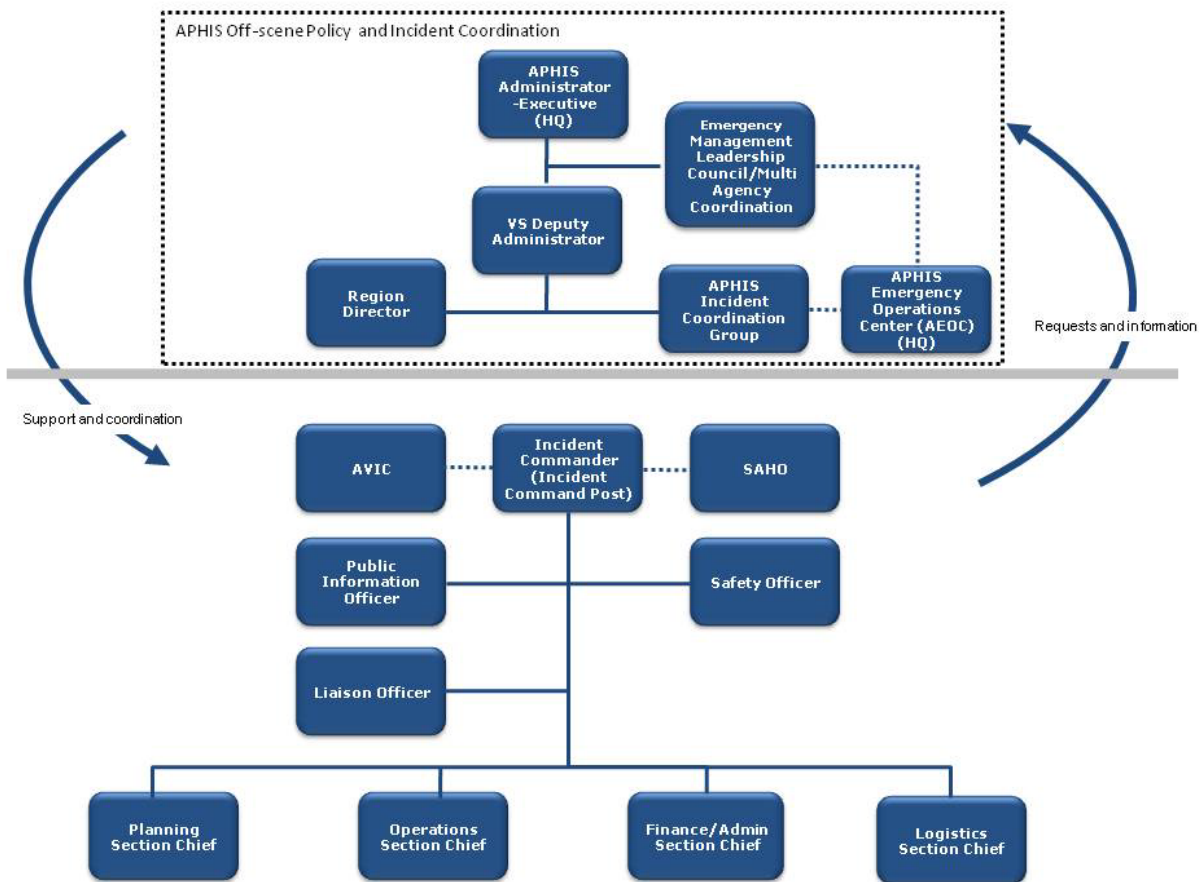 APHIS Off-scene Policy and Incident Coordination
APHIS
Administrator
-Executive
(HQ)
Emergency
Management
Leadership
Council/Multi
Agency
Coordination
VS Deputy
Administrator
Region
Director
APHIS
Incident
Coordination
Group
APHIS
Emergency
Operations
Center (AEOC)
(HQ)
Requests and information
Support and coordination
AVIC
Incident
Commander
(Incident
Command Post)
SAHO
Public
Information
Officer
Safety Officer
Liaison Officer
Planning
Section Chief
Operations
Section Chief
Finance/Admin
Section Chief
Logistics
Section Chief